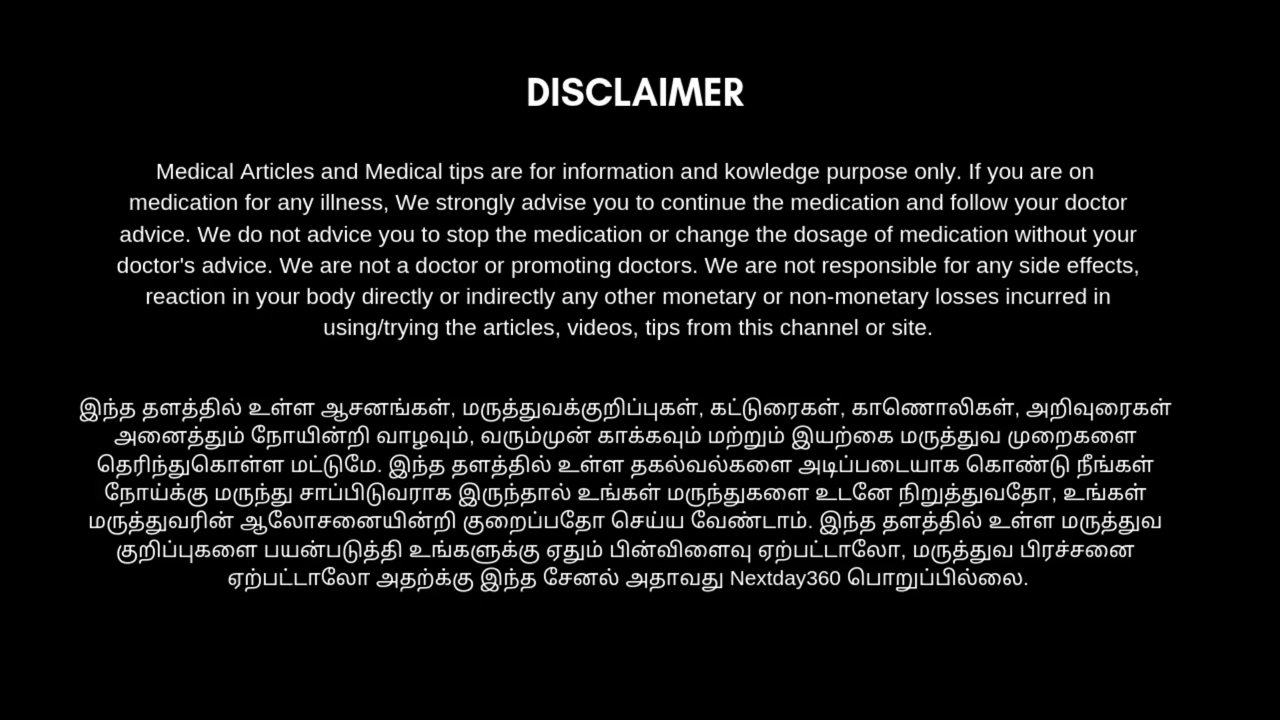 DISCLAIMER
Medical Articles and Medical tips are for information and kowledge purpose only. If you are on
medication for any illness, We strongly advise you to continue the medication and follow your doctor
advice. We do not advice you to stop the medication or change the dosage of medication without your
doctor's advice. We are not a doctor or promoting doctors. We are not responsible for any side effects,
reaction in your body directly or indirectly any other monetary or non-monetary losses incurred in
using/trying the articles, videos, tips from this channel or site.
இந்த தளத்தில் உள்ள ஆசனங்கள், மருத்துவக்குறிப்புகள், கட்டுரைகள், காணொலிகள், அறிவுரைகள்
அனைத்தும் நோயின்றி வாழவும், வரும்முன் காக்கவும் மற்றும் இயற்கை மருத்துவ முறைகளை
தெரிந்துகொள்ள மட்டுமே. இந்த தளத்தில் உள்ள தகல்வல்களை அடிப்படையாக கொண்டு நீங்கள்
நோய்க்கு மருந்து சாப்பிடுவராக இருந்தால் உங்கள் மருந்துகளை உடனே நிறுத்துவதோ, உங்கள்
மருத்துவரின் ஆலோசனையின்றி குறைப்பதோ செய்ய வேண்டாம். இந்த தளத்தில் உள்ள மருத்துவ
குறிப்புகளை பயன்படுத்தி உங்களுக்கு ஏதும் பின்விளைவு ஏற்பட்டாலோ, மருத்துவ பிரச்சனை
ஏற்பட்டாலோ அதற்க்கு இந்த சேனல் அதாவது Nextday360 பொறுப்பில்லை.